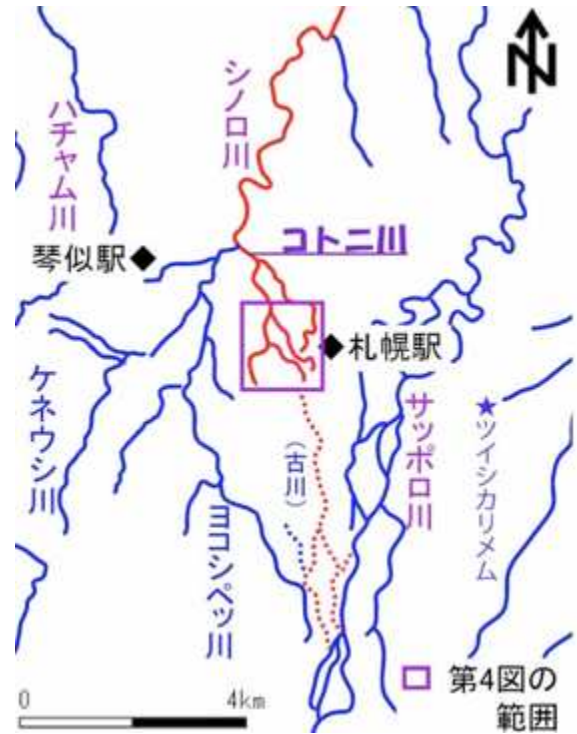 シノロ川
ハチャム川
コトニ川
琴似駅◆
◆札幌駅
ケネウシ川
(古川)
サッポロ川
★ツイシカリメム
ヨコシペッ川
第4図の
範囲
0 4km
N